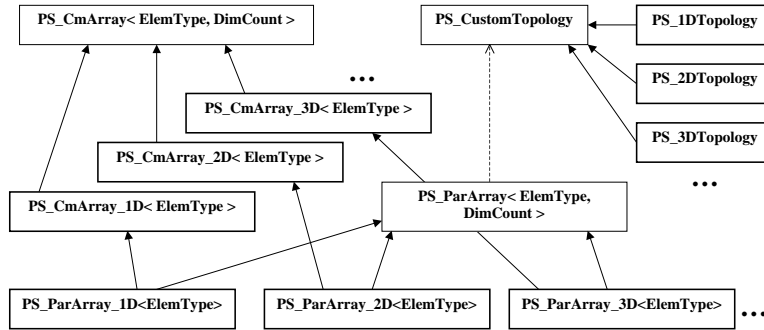 PS_CmArray< ElemType, DimCount >
PS_CustomTopology
PS_1DTopology
PS_2DTopology
...
PS_CmArray_3D< ElemType >
PS_3DTopology
PS_CmArray_2D< ElemType >
...
PS_CmArray_1D< ElemType >
PS_ParArray< ElemType,
DimCount >
PS_ParArray_1D<ElemType>
PS_ParArray_2D<ElemType>
PS_ParArray_3D<ElemType>
...